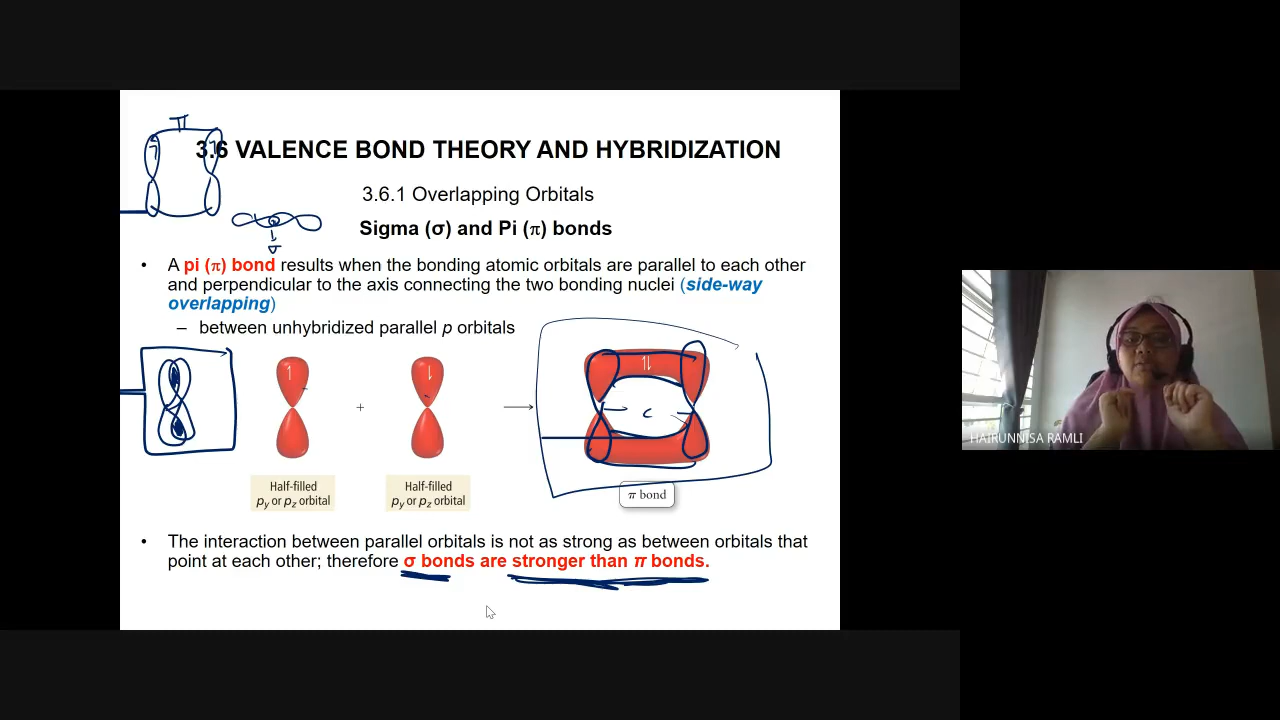 π
3.6 VALENCE BOND THEORY AND HYBRIDIZATION
3.6.1 Overlapping Orbitals
Sigma (σ) and Pi (π) bonds
σ
• A pi (π) bond results when the bonding atomic orbitals are parallel to each other
and perpendicular to the axis connecting the two bonding nuclei (side-way
overlapping)
– between unhybridized parallel p orbitals
↿
+
⇂
→
↿⇂
Half-filled
py or pz orbital
Half-filled
py or pz orbital
π bond
• The interaction between parallel orbitals is not as strong as between orbitals that
point at each other; therefore σ bonds are stronger than π bonds.
HAIRUNNISA RAMLI